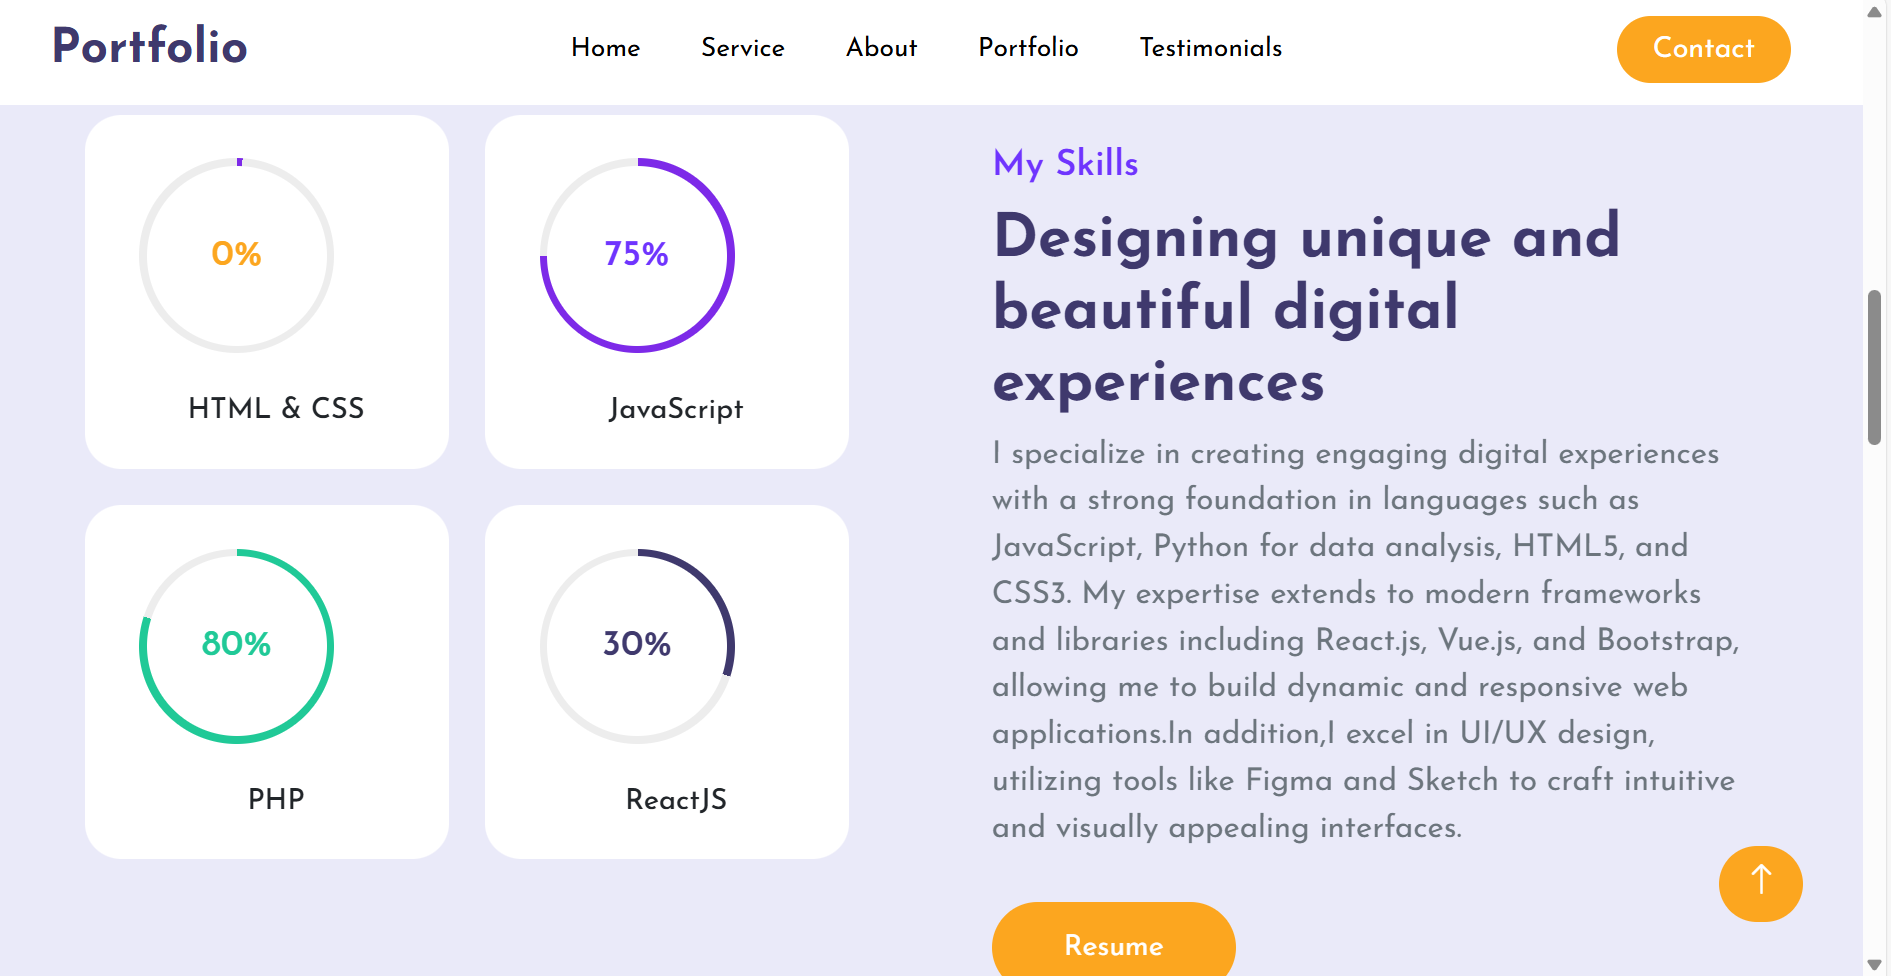 Portfolio
Home Service About Portfolio Testimonials
Contact
0%
HTML & CSS
75%
JavaScript
80%
PHP
30%
ReactJS
My Skills
Designing unique and
beautiful digital
experiences
I specialize in creating engaging digital experiences
with a strong foundation in languages such as
JavaScript, Python for data analysis, HTML5, and
CSS3. My expertise extends to modern frameworks
and libraries including React.js, Vue.js, and Bootstrap,
allowing me to build dynamic and responsive web
applications.In addition,I excel in UI/UX design,
utilizing tools like Figma and Sketch to craft intuitive
and visually appealing interfaces.
Resume